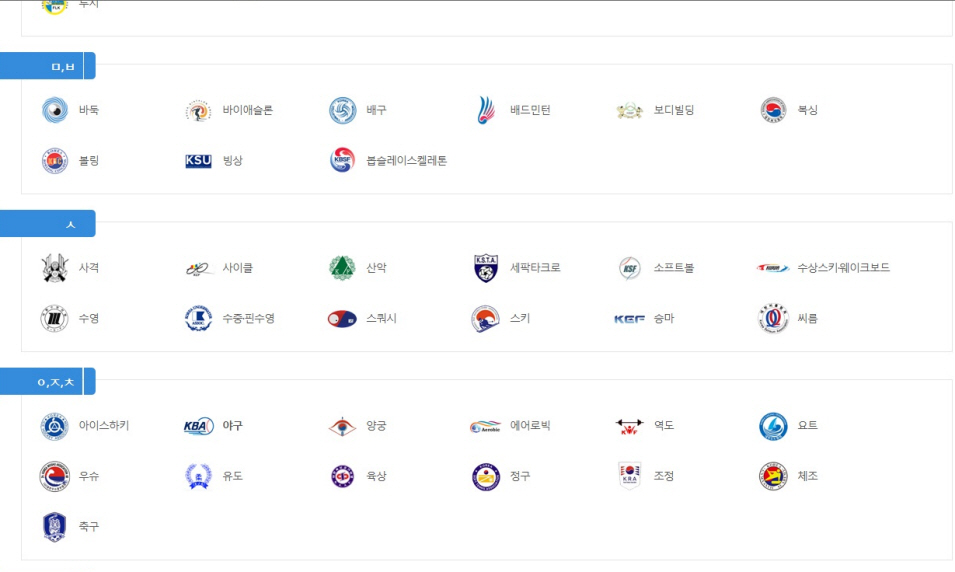 루지
ㅁ,ㅂ
바둑 바이애슬론 배구 배드민턴 보디빌딩 복싱
볼링 KSU 빙상 KBSF 봅슬레이스켈레톤
ㅅ
사격 사이클 산악 K.S.T.A. 세팍타크로 KSF 소프트볼 수상스키·웨이크보드
수영 수중·핀수영 스쿼시 스키 KEF 승마 씨름
ㅇ,ㅈ,ㅊ
아이스하키 KBA 야구 양궁 Aerobic 에어로빅 역도 요트
우슈 유도 육상 정구 KRA 조정 체조
축구